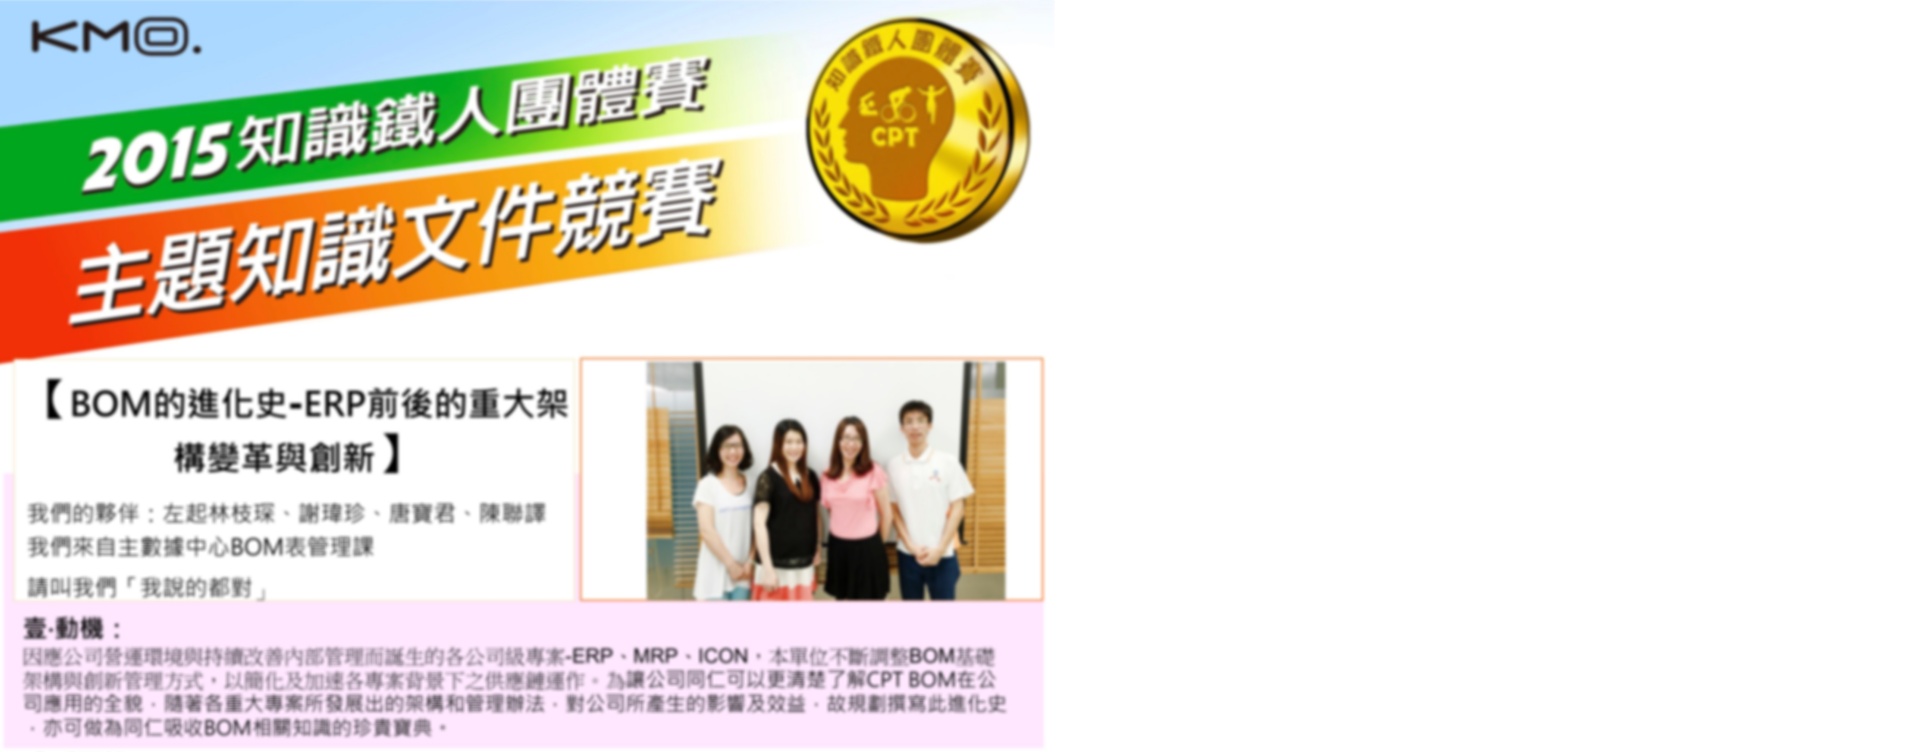 KMO.
知識鐵人團體賽
CPT
2015知識鐵人團體賽
主題知識文件競賽
【BOM的進化史-ERP前後的重大架
構變革與創新】
我們的夥伴：左起林枝琛、謝瑋珍、唐寶君、陳聯譯
我們來自主數據中心BOM表管理課
請叫我們「我說的都對」
壹‧動機：
因應公司營運環境與持續改善內部管理而誕生的各公司級專案-ERP、MRP、ICON，本單位不斷調整BOM基礎
架構與創新管理方式，以簡化及加速各專案背景下之供應鏈運作。為讓公司同仁可以更清楚了解CPT BOM在公
司應用的全貌，隨著各重大專案所發展出的架構和管理辦法，對公司所產生的影響及效益，故規劃撰寫此進化史
，亦可做為同仁吸收BOM相關知識的珍貴寶典。